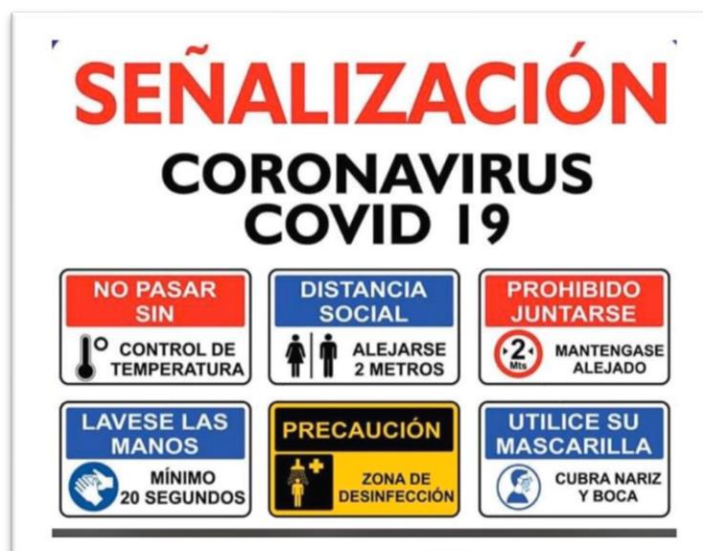 SEÑALIZACIÓN
CORONAVIRUS
COVID 19
NO PASAR
SIN
CONTROL DE
TEMPERATURA
DISTANCIA
SOCIAL
ALEJARSE
2 METROS
PROHIBIDO
JUNTARSE
2
Mts
MANTENGASE
ALEJADO
LAVESE LAS
MANOS
MÍNIMO
20 SEGUNDOS
PRECAUCIÓN
ZONA DE
DESINFECCIÓN
UTILICE SU
MASCARILLA
CUBRA NARIZ
Y BOCA